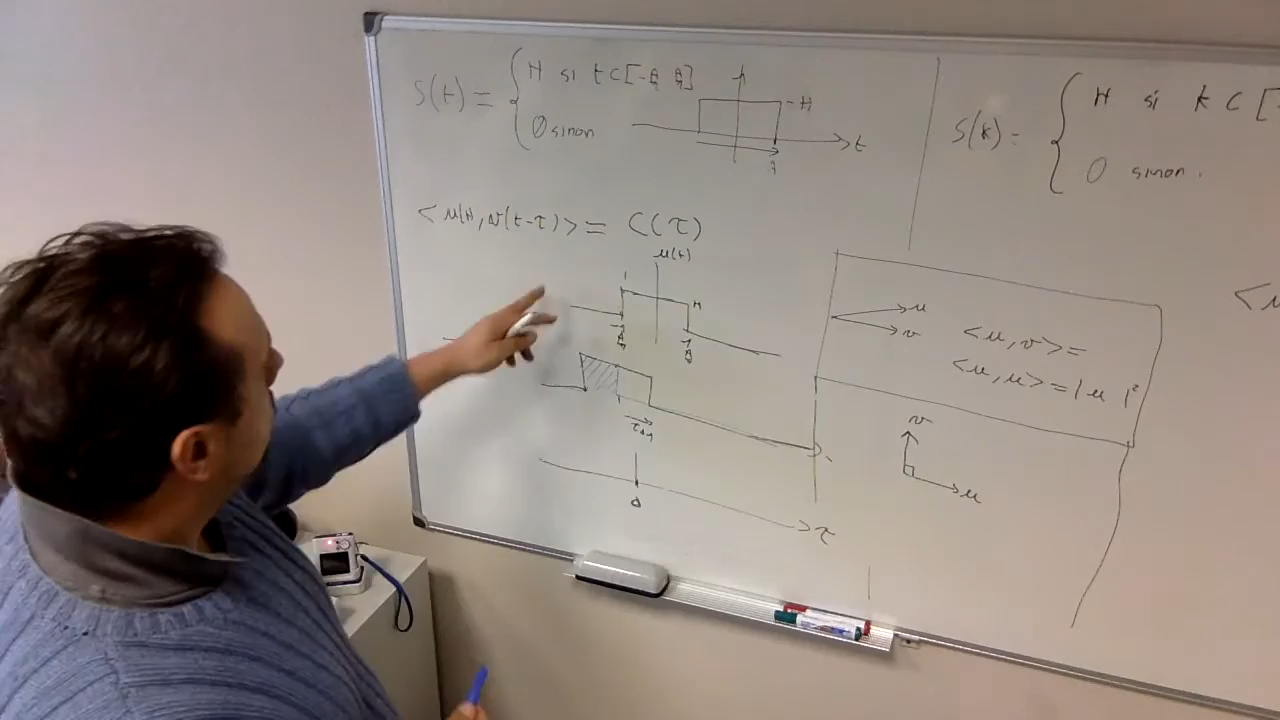 S(t) = { H si t ⊂ [-
0 sinon
H
t
S(k) = { H si k ⊂ [
0 sinon.
<u(t), v(t-τ)> = C(τ)
u(t)
H
u
v
<u, v> =
<u, u> = |u|²
v
u
0
τ